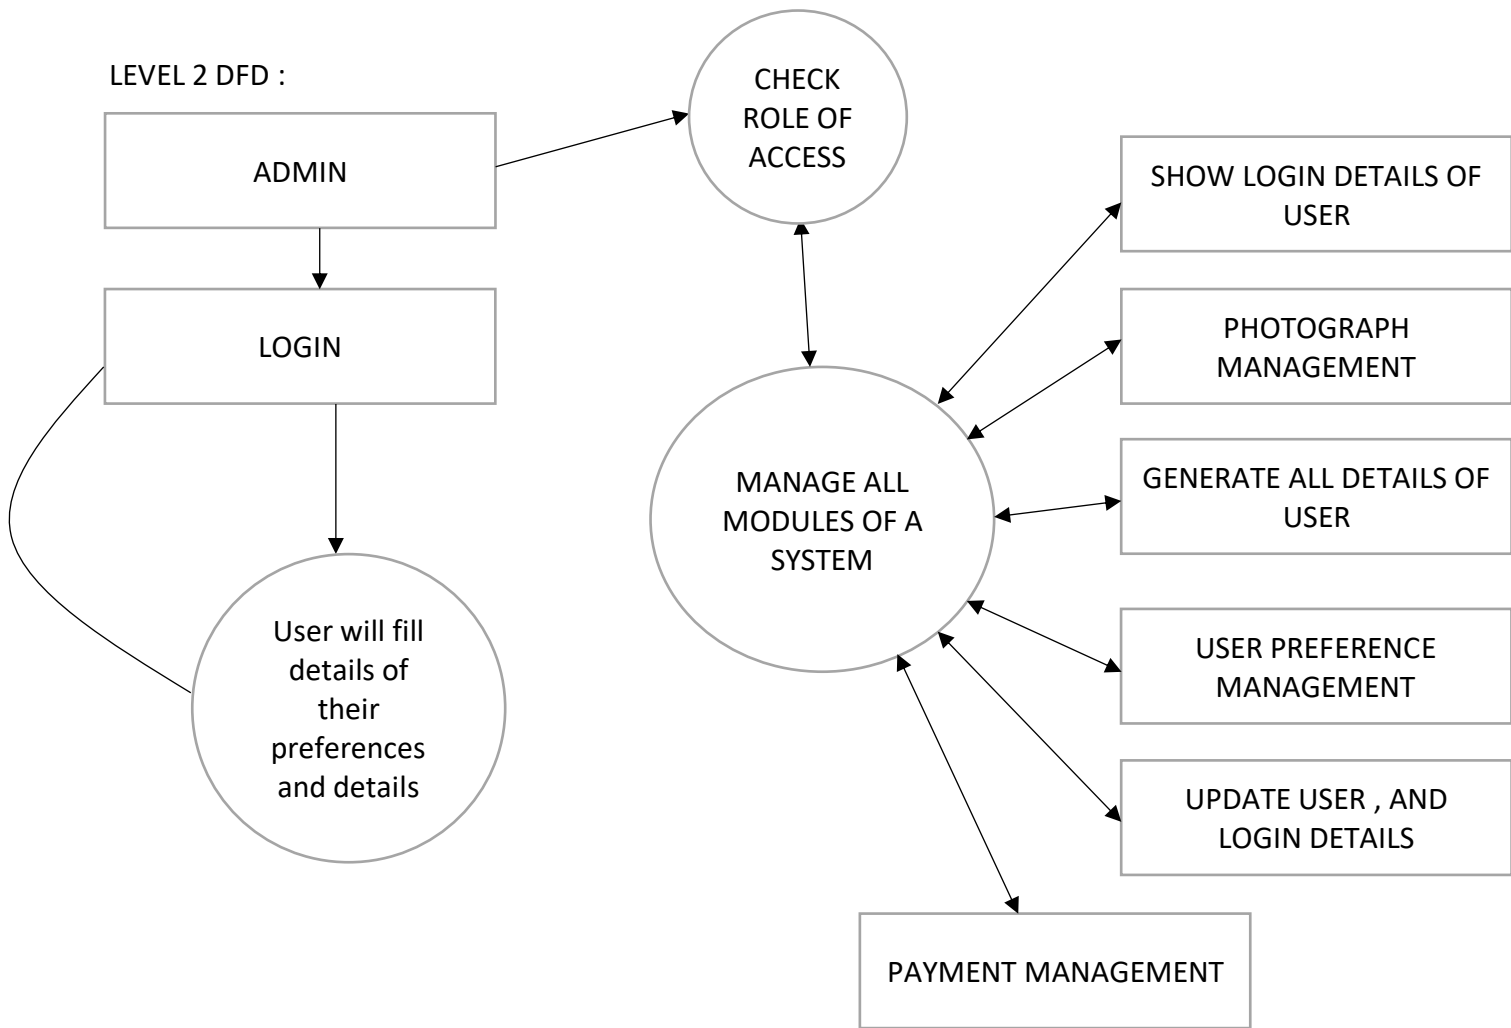 LEVEL 2 DFD :
ADMIN
LOGIN
User will fill
details of
their
preferences
and details
CHECK
ROLE OF
ACCESS
MANAGE ALL
MODULES OF A
SYSTEM
SHOW LOGIN DETAILS OF
USER
PHOTOGRAPH
MANAGEMENT
GENERATE ALL DETAILS OF
USER
USER PREFERENCE
MANAGEMENT
UPDATE USER , AND
LOGIN DETAILS
PAYMENT MANAGEMENT